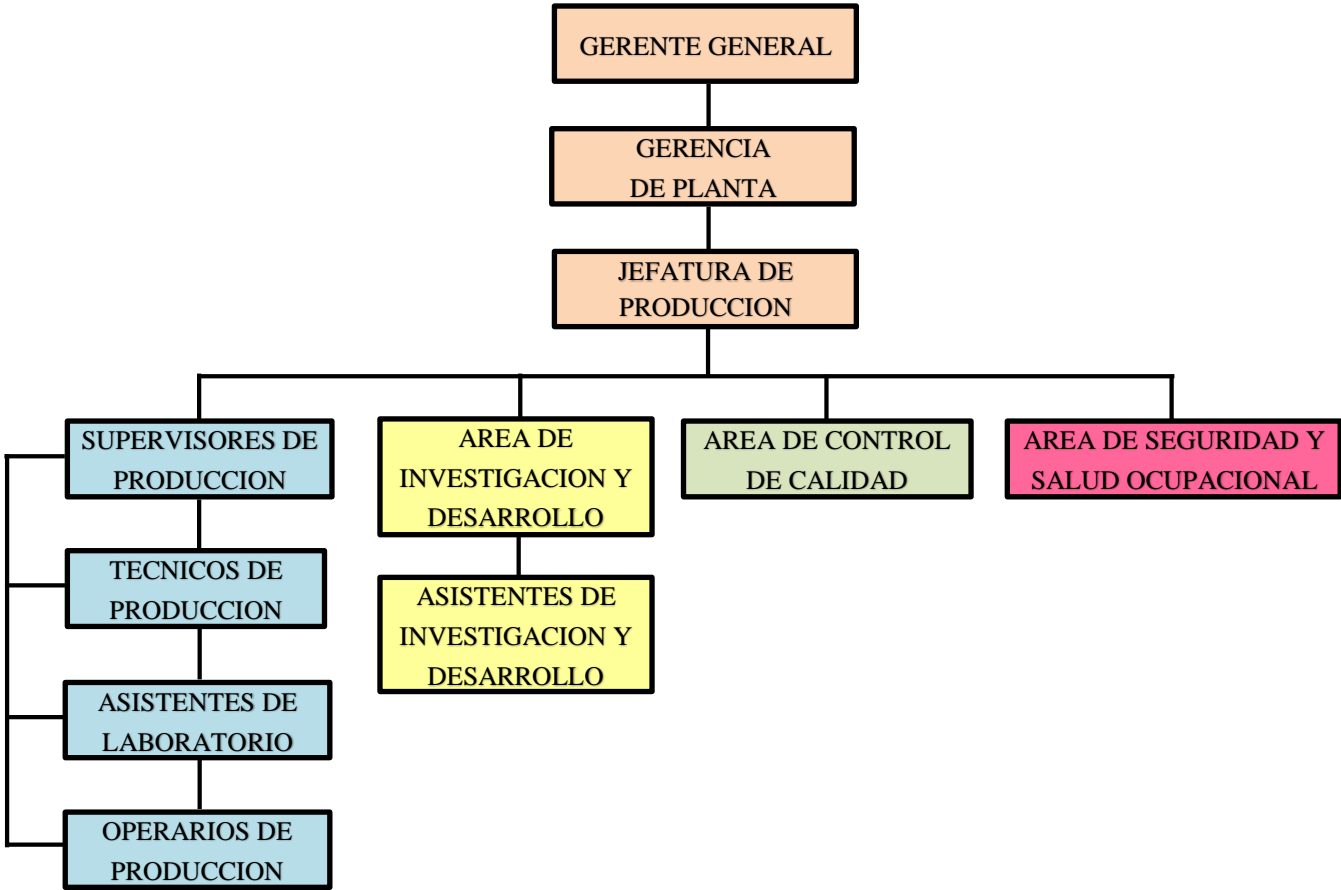 GERENTE GENERAL
GERENCIA
DE PLANTA
JEFATURA DE
PRODUCCION
SUPERVISORES DE
PRODUCCION
AREA DE
INVESTIGACION Y
DESARROLLO
AREA DE CONTROL
DE CALIDAD
AREA DE SEGURIDAD Y
SALUD OCUPACIONAL
TECNICOS DE
PRODUCCION
ASISTENTES DE
INVESTIGACION Y
DESARROLLO
ASISTENTES DE
LABORATORIO
OPERARIOS DE
PRODUCCION